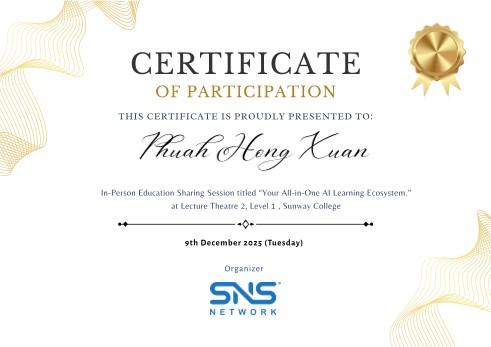 CERTIFICATE
OF PARTICIPATION
THIS CERTIFICATE IS PROUDLY PRESENTED TO:
Phuah Hong Xuan
In-Person Education Sharing Session titled “Your All-in-One AI Learning Ecosystem.”
at Lecture Theatre 2, Level 1 , Sunway College
9th December 2025 (Tuesday)
Organizer
SNS
NETWORK